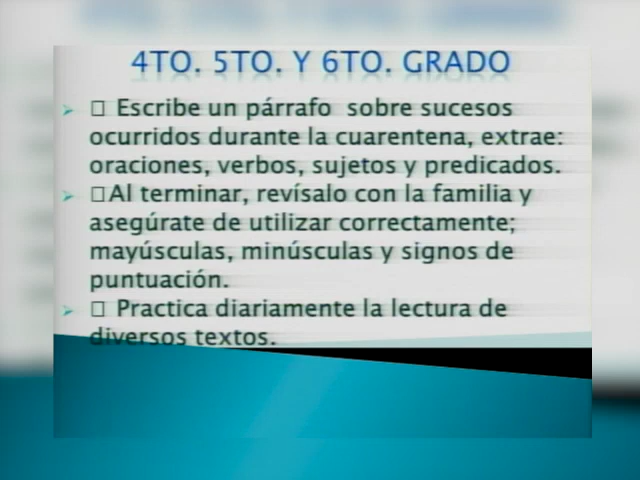 4TO. 5TO. Y 6TO. GRADO
Escribe un párrafo sobre sucesos
ocurridos durante la cuarentena, extrae:
oraciones, verbos, sujetos y predicados.
Al terminar, revísalo con la familia y
asegúrate de utilizar correctamente;
mayúsculas, minúsculas y signos de
puntuación.
Practica diariamente la lectura de
diversos textos.